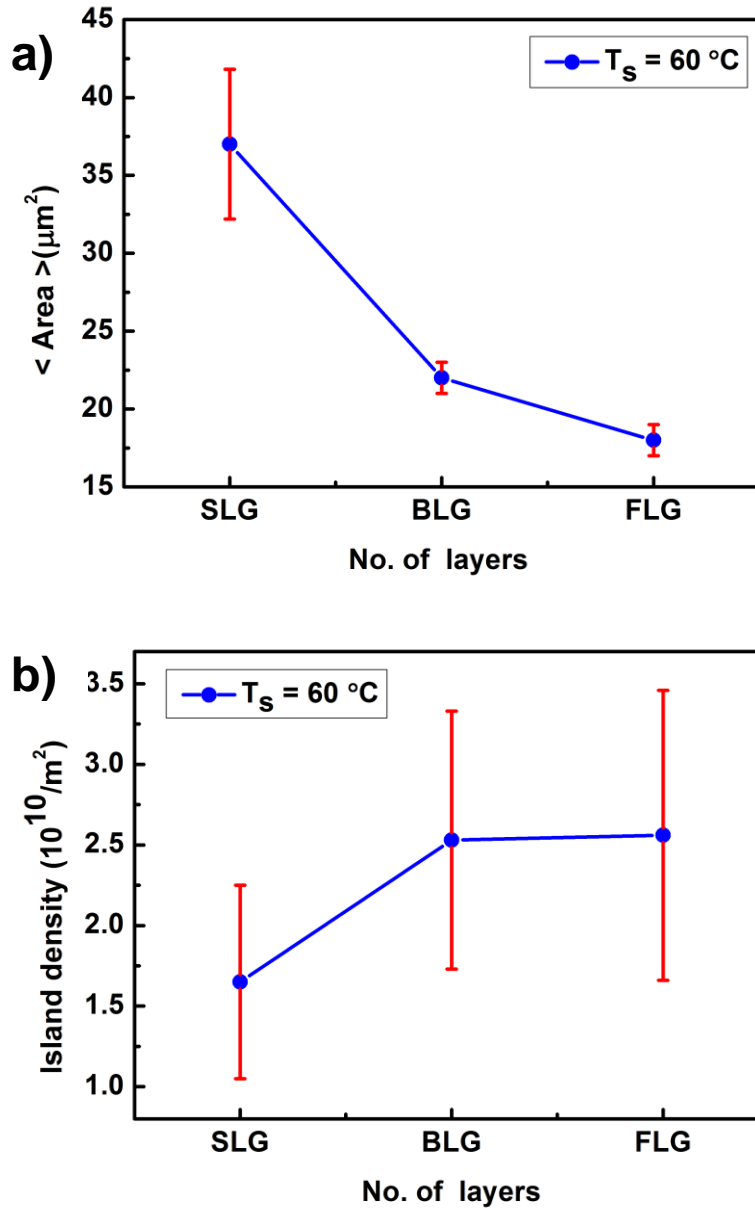 a)
T_s = 60 °C
45
40
35
30
25
20
15
< Area >(μm²)
SLG BLG FLG
No. of layers
b)
T_s = 60 °C
3.5
3.0
2.5
2.0
1.5
1.0
Island density (10¹⁰/m²)
SLG BLG FLG
No. of layers